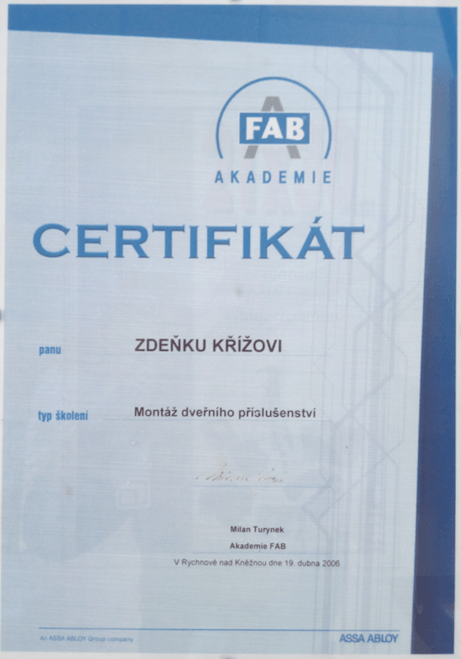 FAB
AKADEMIE
CERTIFIKÁT
panu ZDEŇKU KŘÍŽOVI
typ školení Montáž dveřního příslušenství
Milan Turynek
Akademie FAB
V Rychnově nad Kněžnou dne 19. dubna 2006
An ASSA ABLOY Group company ASSA ABLOY